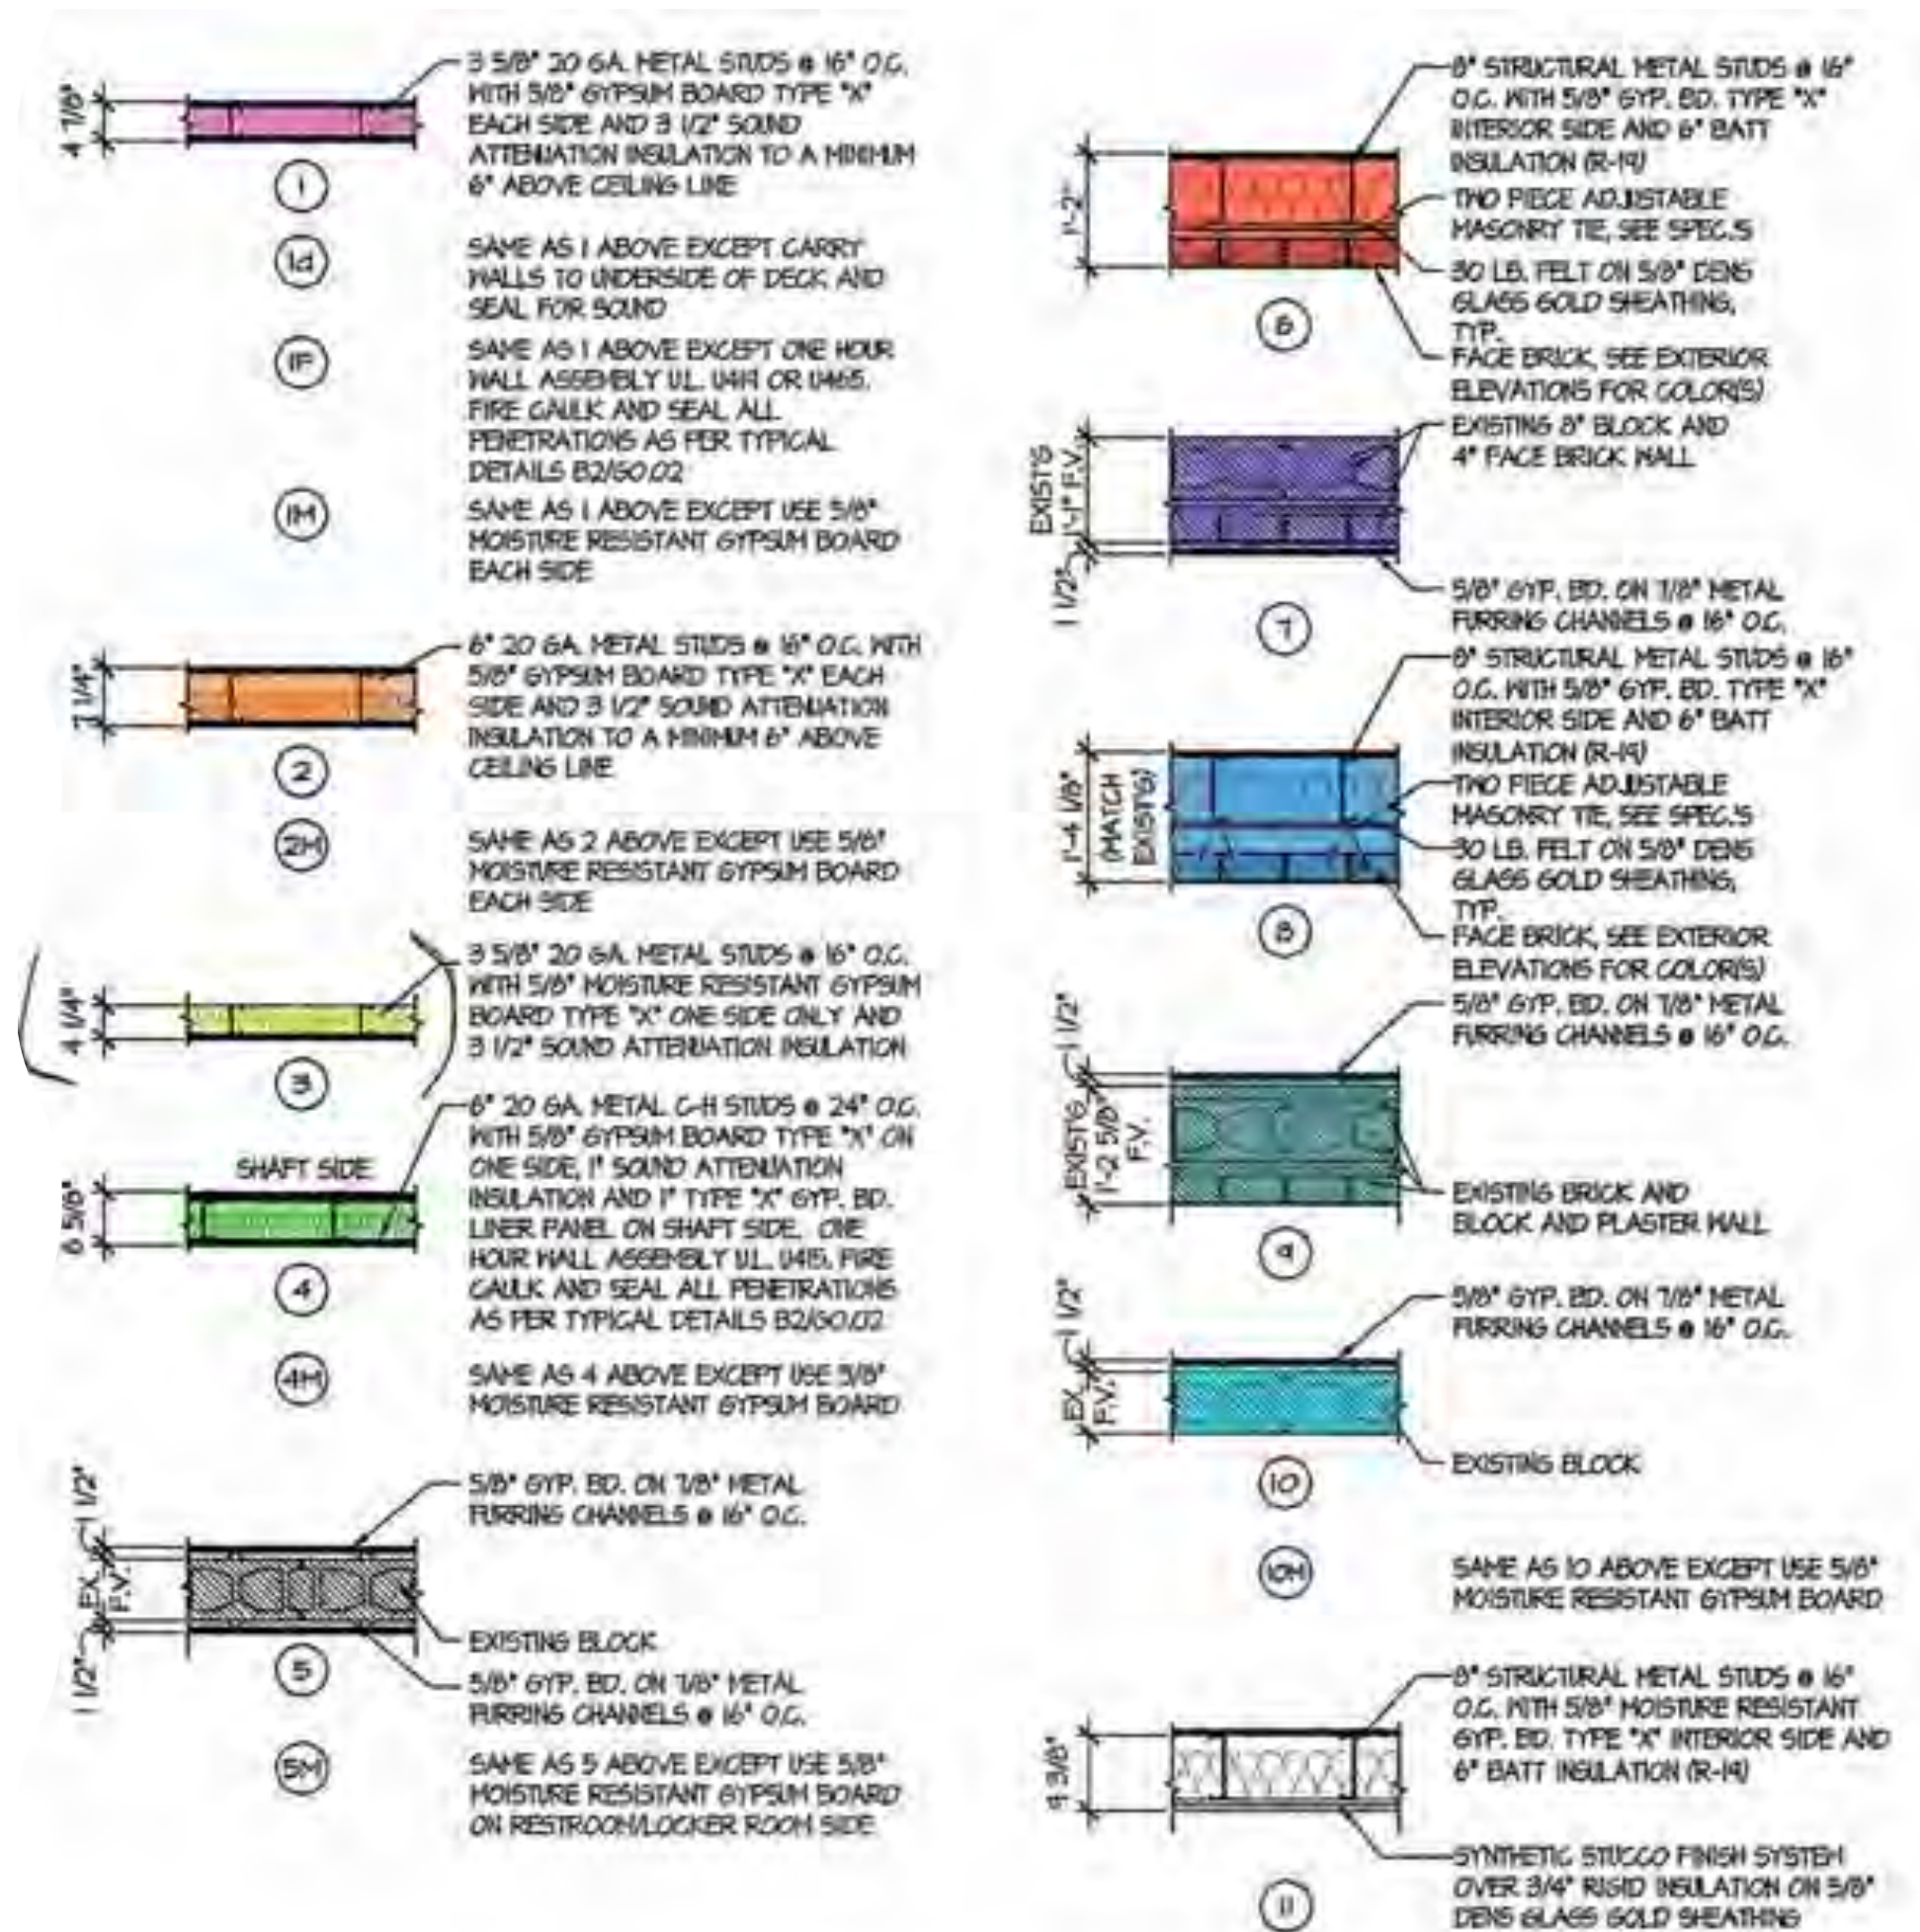 4 7/8"
3 5/8" 20 GA. METAL STUDS @ 16" O.C.
WITH 5/8" GYPSUM BOARD TYPE "X"
EACH SIDE AND 3 1/2" SOUND
ATTENUATION INSULATION TO A MINIMUM
6" ABOVE CEILING LINE
1
1d
SAME AS 1 ABOVE EXCEPT CARRY
WALLS TO UNDERSIDE OF DECK AND
SEAL FOR SOUND
1F
SAME AS 1 ABOVE EXCEPT ONE HOUR
WALL ASSEMBLY U.L. U419 OR U465.
FIRE CAULK AND SEAL ALL
PENETRATIONS AS PER TYPICAL
DETAILS B2/G0.02
1M
SAME AS 1 ABOVE EXCEPT USE 5/8"
MOISTURE RESISTANT GYPSUM BOARD
EACH SIDE
7 1/4"
6" 20 GA. METAL STUDS @ 16" O.C. WITH
5/8" GYPSUM BOARD TYPE "X" EACH
SIDE AND 3 1/2" SOUND ATTENUATION
INSULATION TO A MINIMUM 6" ABOVE
CEILING LINE
2
2M
SAME AS 2 ABOVE EXCEPT USE 5/8"
MOISTURE RESISTANT GYPSUM BOARD
EACH SIDE
4 1/4"
3 5/8" 20 GA. METAL STUDS @ 16" O.C.
WITH 5/8" MOISTURE RESISTANT GYPSUM
BOARD TYPE "X" ONE SIDE ONLY AND
3 1/2" SOUND ATTENUATION INSULATION
3
6 5/8"
SHAFT SIDE
6" 20 GA. METAL C-H STUDS @ 24" O.C.
WITH 5/8" GYPSUM BOARD TYPE "X" ON
ONE SIDE, 1" SOUND ATTENUATION
INSULATION AND 1" TYPE "X" GYP. BD.
LINER PANEL ON SHAFT SIDE. ONE
HOUR WALL ASSEMBLY U.L. U415. FIRE
CAULK AND SEAL ALL PENETRATIONS
AS PER TYPICAL DETAILS B2/G0.02
4
4M
SAME AS 4 ABOVE EXCEPT USE 5/8"
MOISTURE RESISTANT GYPSUM BOARD
1 1/2"
EX.
F.V.
1 1/2"
5/8" GYP. BD. ON 7/8" METAL
FURRING CHANNELS @ 16" O.C.
EXISTING BLOCK
5/8" GYP. BD. ON 7/8" METAL
FURRING CHANNELS @ 16" O.C.
5
5M
SAME AS 5 ABOVE EXCEPT USE 5/8"
MOISTURE RESISTANT GYPSUM BOARD
ON RESTROOM/LOCKER ROOM SIDE
1'-2"
8" STRUCTURAL METAL STUDS @ 16"
O.C. WITH 5/8" GYP. BD. TYPE "X"
INTERIOR SIDE AND 6" BATT
INSULATION (R-19)
TWO PIECE ADJUSTABLE
MASONRY TIE, SEE SPEC.'S
30 LB. FELT ON 5/8" DENS
GLASS GOLD SHEATHING,
TYP.
FACE BRICK, SEE EXTERIOR
ELEVATIONS FOR COLOR(S)
6
EXIST'G
1'-1" F.V.
1 1/2"
EXISTING 8" BLOCK AND
4" FACE BRICK WALL
5/8" GYP. BD. ON 7/8" METAL
FURRING CHANNELS @ 16" O.C.
7
1'-4 1/8"
(MATCH
EXIST'G)
8" STRUCTURAL METAL STUDS @ 16"
O.C. WITH 5/8" GYP. BD. TYPE "X"
INTERIOR SIDE AND 6" BATT
INSULATION (R-19)
TWO PIECE ADJUSTABLE
MASONRY TIE, SEE SPEC.'S
30 LB. FELT ON 5/8" DENS
GLASS GOLD SHEATHING,
TYP.
FACE BRICK, SEE EXTERIOR
ELEVATIONS FOR COLOR(S)
8
1 1/2"
EXIST'G
1'-2 5/8"
F.V.
5/8" GYP. BD. ON 7/8" METAL
FURRING CHANNELS @ 16" O.C.
EXISTING BRICK AND
BLOCK AND PLASTER WALL
9
1 1/2"
EX.
F.V.
5/8" GYP. BD. ON 7/8" METAL
FURRING CHANNELS @ 16" O.C.
EXISTING BLOCK
10
10M
SAME AS 10 ABOVE EXCEPT USE 5/8"
MOISTURE RESISTANT GYPSUM BOARD
9 3/8"
8" STRUCTURAL METAL STUDS @ 16"
O.C. WITH 5/8" MOISTURE RESISTANT
GYP. BD. TYPE "X" INTERIOR SIDE AND
6" BATT INSULATION (R-19)
SYNTHETIC STUCCO FINISH SYSTEM
OVER 3/4" RIGID INSULATION ON 5/8"
DENS GLASS GOLD SHEATHING
11